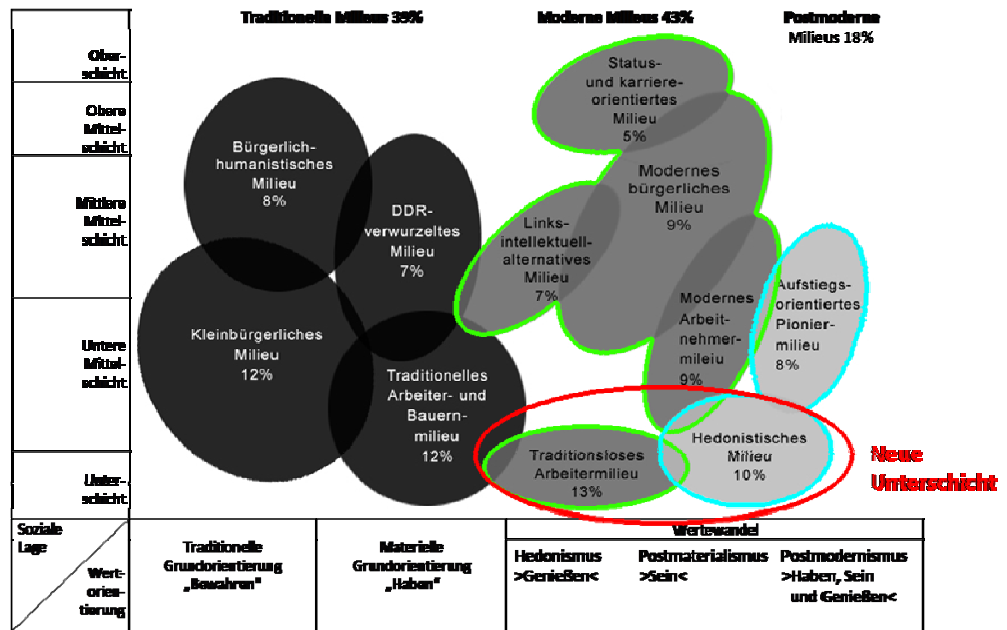 Traditionelle Milieus 39%
Moderne Milieus 43%
Postmoderne
Milieus 18%
Ober-
schicht
Obere
Mittel-
schicht
Mittlere
Mittel-
schicht
Untere
Mittel-
schicht
Unter-
schicht
Bürgerlich-
humanistisches
Milieu
8%
DDR-
verwurzeltes
Milieu
7%
Kleinbürgerliches
Milieu
12%
Traditionelles
Arbeiter- und
Bauern-
milieu
12%
Status-
und karriere-
orientiertes
Milieu
5%
Modernes
bürgerliches
Milieu
9%
Links-
intellektuell-
alternatives
Milieu
7%
Modernes
Arbeit-
nehmer-
mileiu
9%
Aufstiegs-
orientiertes
Pionier-
milieu
8%
Hedonistisches
Milieu
10%
Traditionsloses
Arbeitermilieu
13%
Neue
Unterschicht
Soziale
Lage
Wert-
orien-
tierung
Traditionelle
Grundorientierung
„Bewahren“
Materielle
Grundorientierung
„Haben“
Wertewandel
Hedonismus
>Genießen<
Postmaterialismus
>Sein<
Postmodernismus
>Haben, Sein
und Genießen<